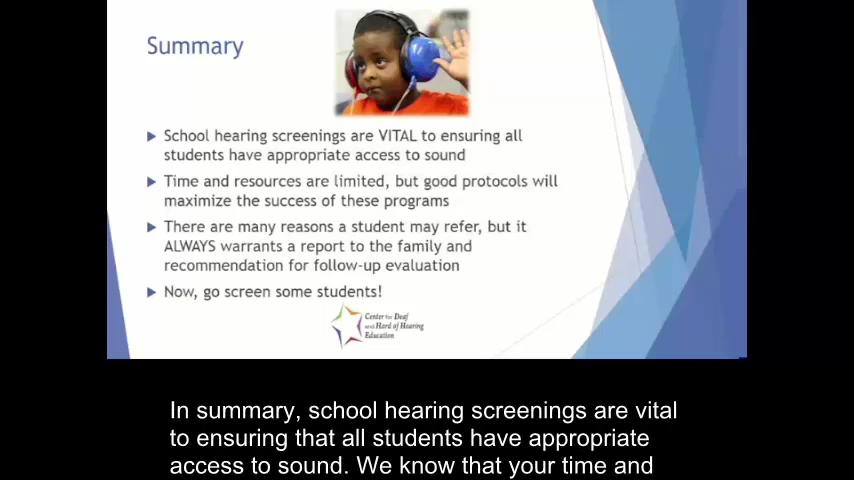 Summary
School hearing screenings are VITAL to ensuring all
students have appropriate access to sound
Time and resources are limited, but good protocols will
maximize the success of these programs
There are many reasons a student may refer, but it
ALWAYS warrants a report to the family and
recommendation for follow-up evaluation
Now, go screen some students!
Center for Deaf
and Hard of Hearing
Education
In summary, school hearing screenings are vital
to ensuring that all students have appropriate
access to sound. We know that your time and